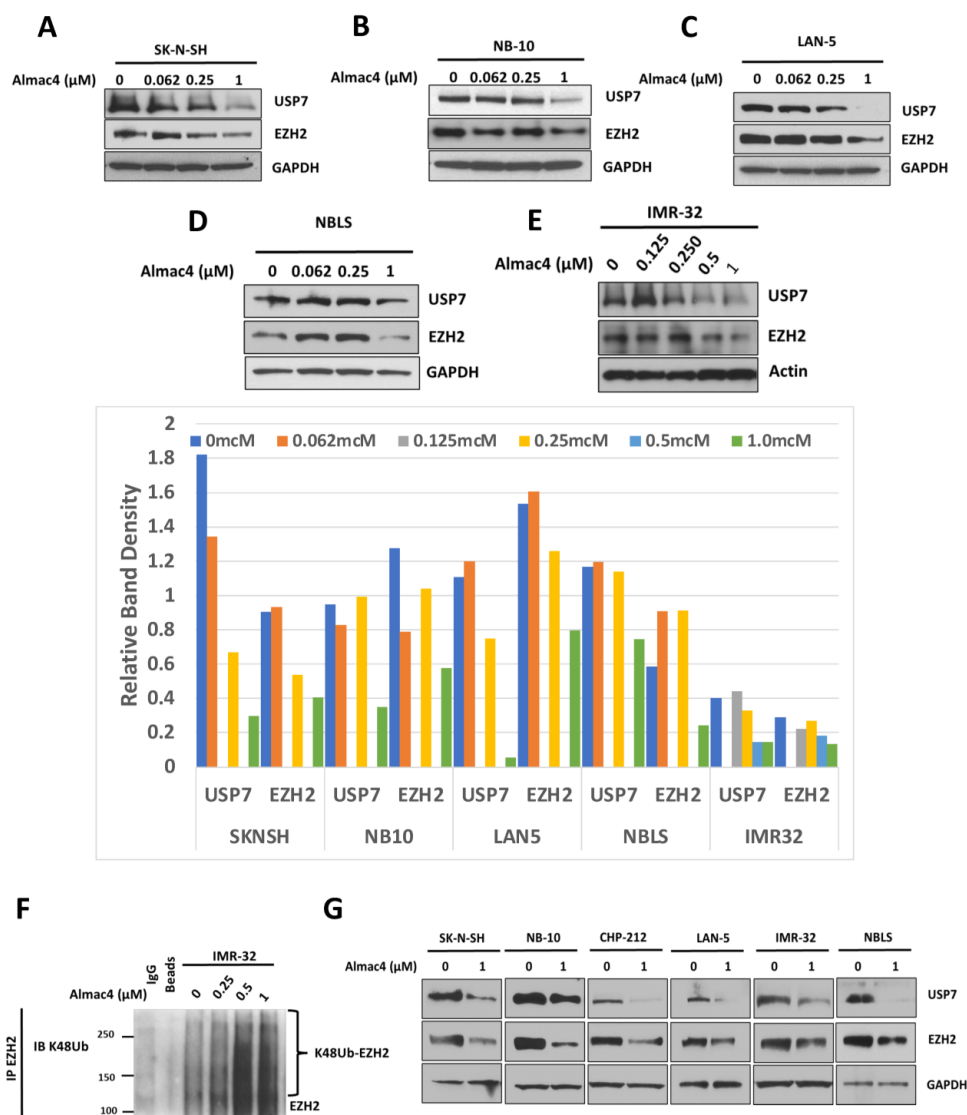 A
SK-N-SH
Almac4 (μM) 0 0.062 0.25 1
USP7
EZH2
GAPDH
B
NB-10
Almac4 (μM) 0 0.062 0.25 1
USP7
EZH2
GAPDH
C
LAN-5
Almac4 (μM) 0 0.062 0.25 1
USP7
EZH2
GAPDH
D
NBLS
Almac4 (μM) 0 0.062 0.25 1
USP7
EZH2
GAPDH
E
IMR-32
Almac4 (μM) 0 0.125 0.250 0.5 1
USP7
EZH2
Actin
0mcM 0.062mcM 0.125mcM 0.25mcM 0.5mcM 1.0mcM
Relative Band Density
2
1.8
1.6
1.4
1.2
1
0.8
0.6
0.4
0.2
0
USP7 EZH2 USP7 EZH2 USP7 EZH2 USP7 EZH2 USP7 EZH2
SKNSH NB10 LAN5 NBLS IMR32
F
IP EZH2
IB K48Ub
IgG Beads IMR-32
Almac4 (μM) 0 0.25 0.5 1
250
150
100
K48Ub-EZH2
EZH2
G
SK-N-SH NB-10 CHP-212 LAN-5 IMR-32 NBLS
Almac4 (μM) 0 1 0 1 0 1 0 1 0 1 0 1
USP7
EZH2
GAPDH